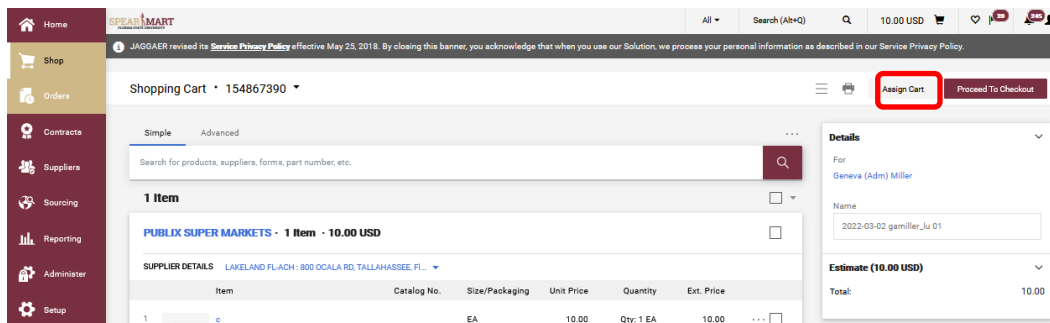 Home
SPEARMART
FLORIDA STATE UNIVERSITY
All
Search (Alt+Q)
10.00 USD
20
245
JAGGAER revised its Service Privacy Policy effective May 25, 2018. By closing this banner, you acknowledge that when you use our Solution, we process your personal information as described in our Service Privacy Policy.
Shop
Orders
Shopping Cart · 154867390
Assign Cart
Proceed To Checkout
Contracts
Simple
Advanced
...
Details
Search for products, suppliers, forms, part number, etc.
For
Geneva (Adm) Miller
Suppliers
1 Item
Name
2022-03-02 gamiller_lu 01
Sourcing
PUBLIX SUPER MARKETS · 1 Item · 10.00 USD
Reporting
SUPPLIER DETAILS LAKELAND FL-ACH : 800 OCALA RD, TALLAHASSEE, Fl...
Estimate (10.00 USD)
Administer
Item Catalog No. Size/Packaging Unit Price Quantity Ext. Price
Total: 10.00
Setup
1 c EA 10.00 Qty: 1 EA 10.00 ...